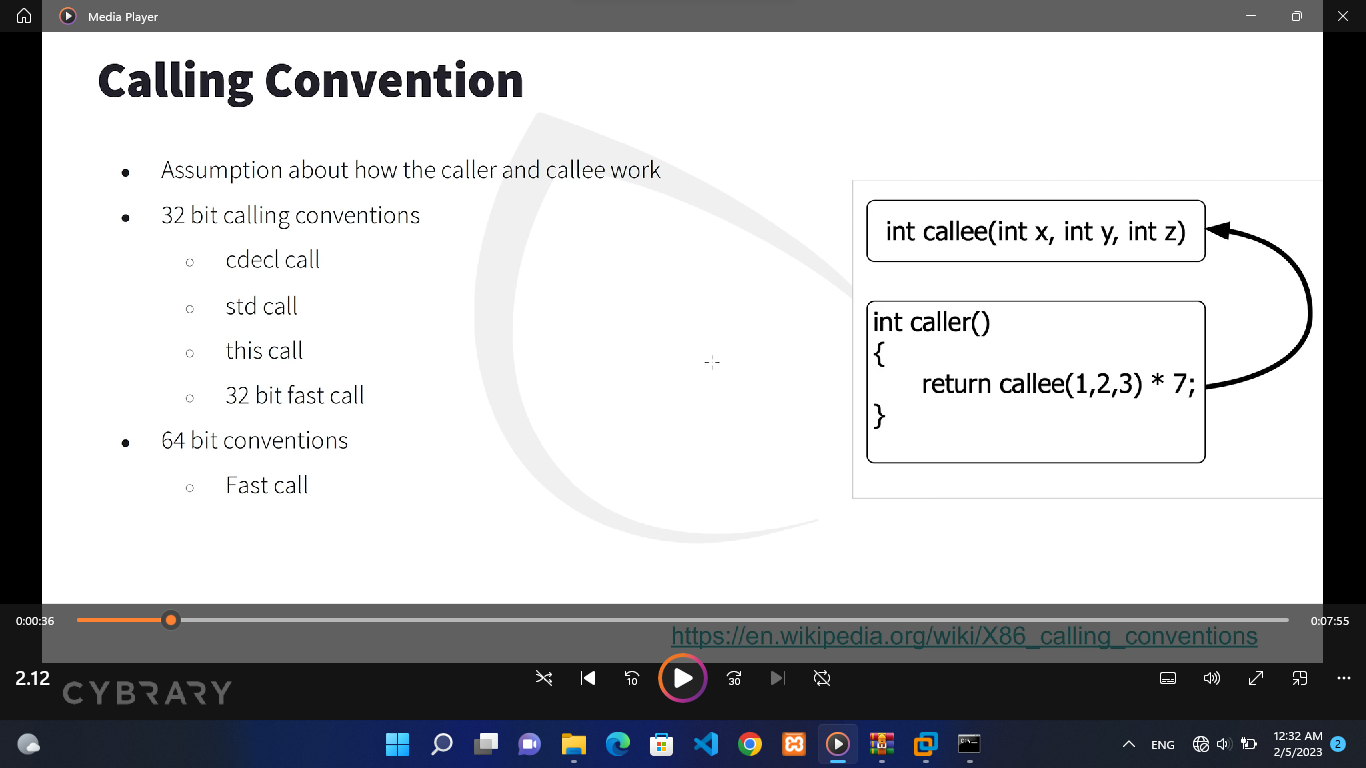 Media Player
Calling Convention
Assumption about how the caller and callee work
32 bit calling conventions
cdecl call
std call
this call
32 bit fast call
64 bit conventions
Fast call
int callee(int x, int y, int z)
int caller()
{
return callee(1,2,3) * 7;
}
0:00:36
0:07:55
https://en.wikipedia.org/wiki/X86_calling_conventions
2.12
CYBRARY
10
30
ENG
12:32 AM
2/5/2023
2